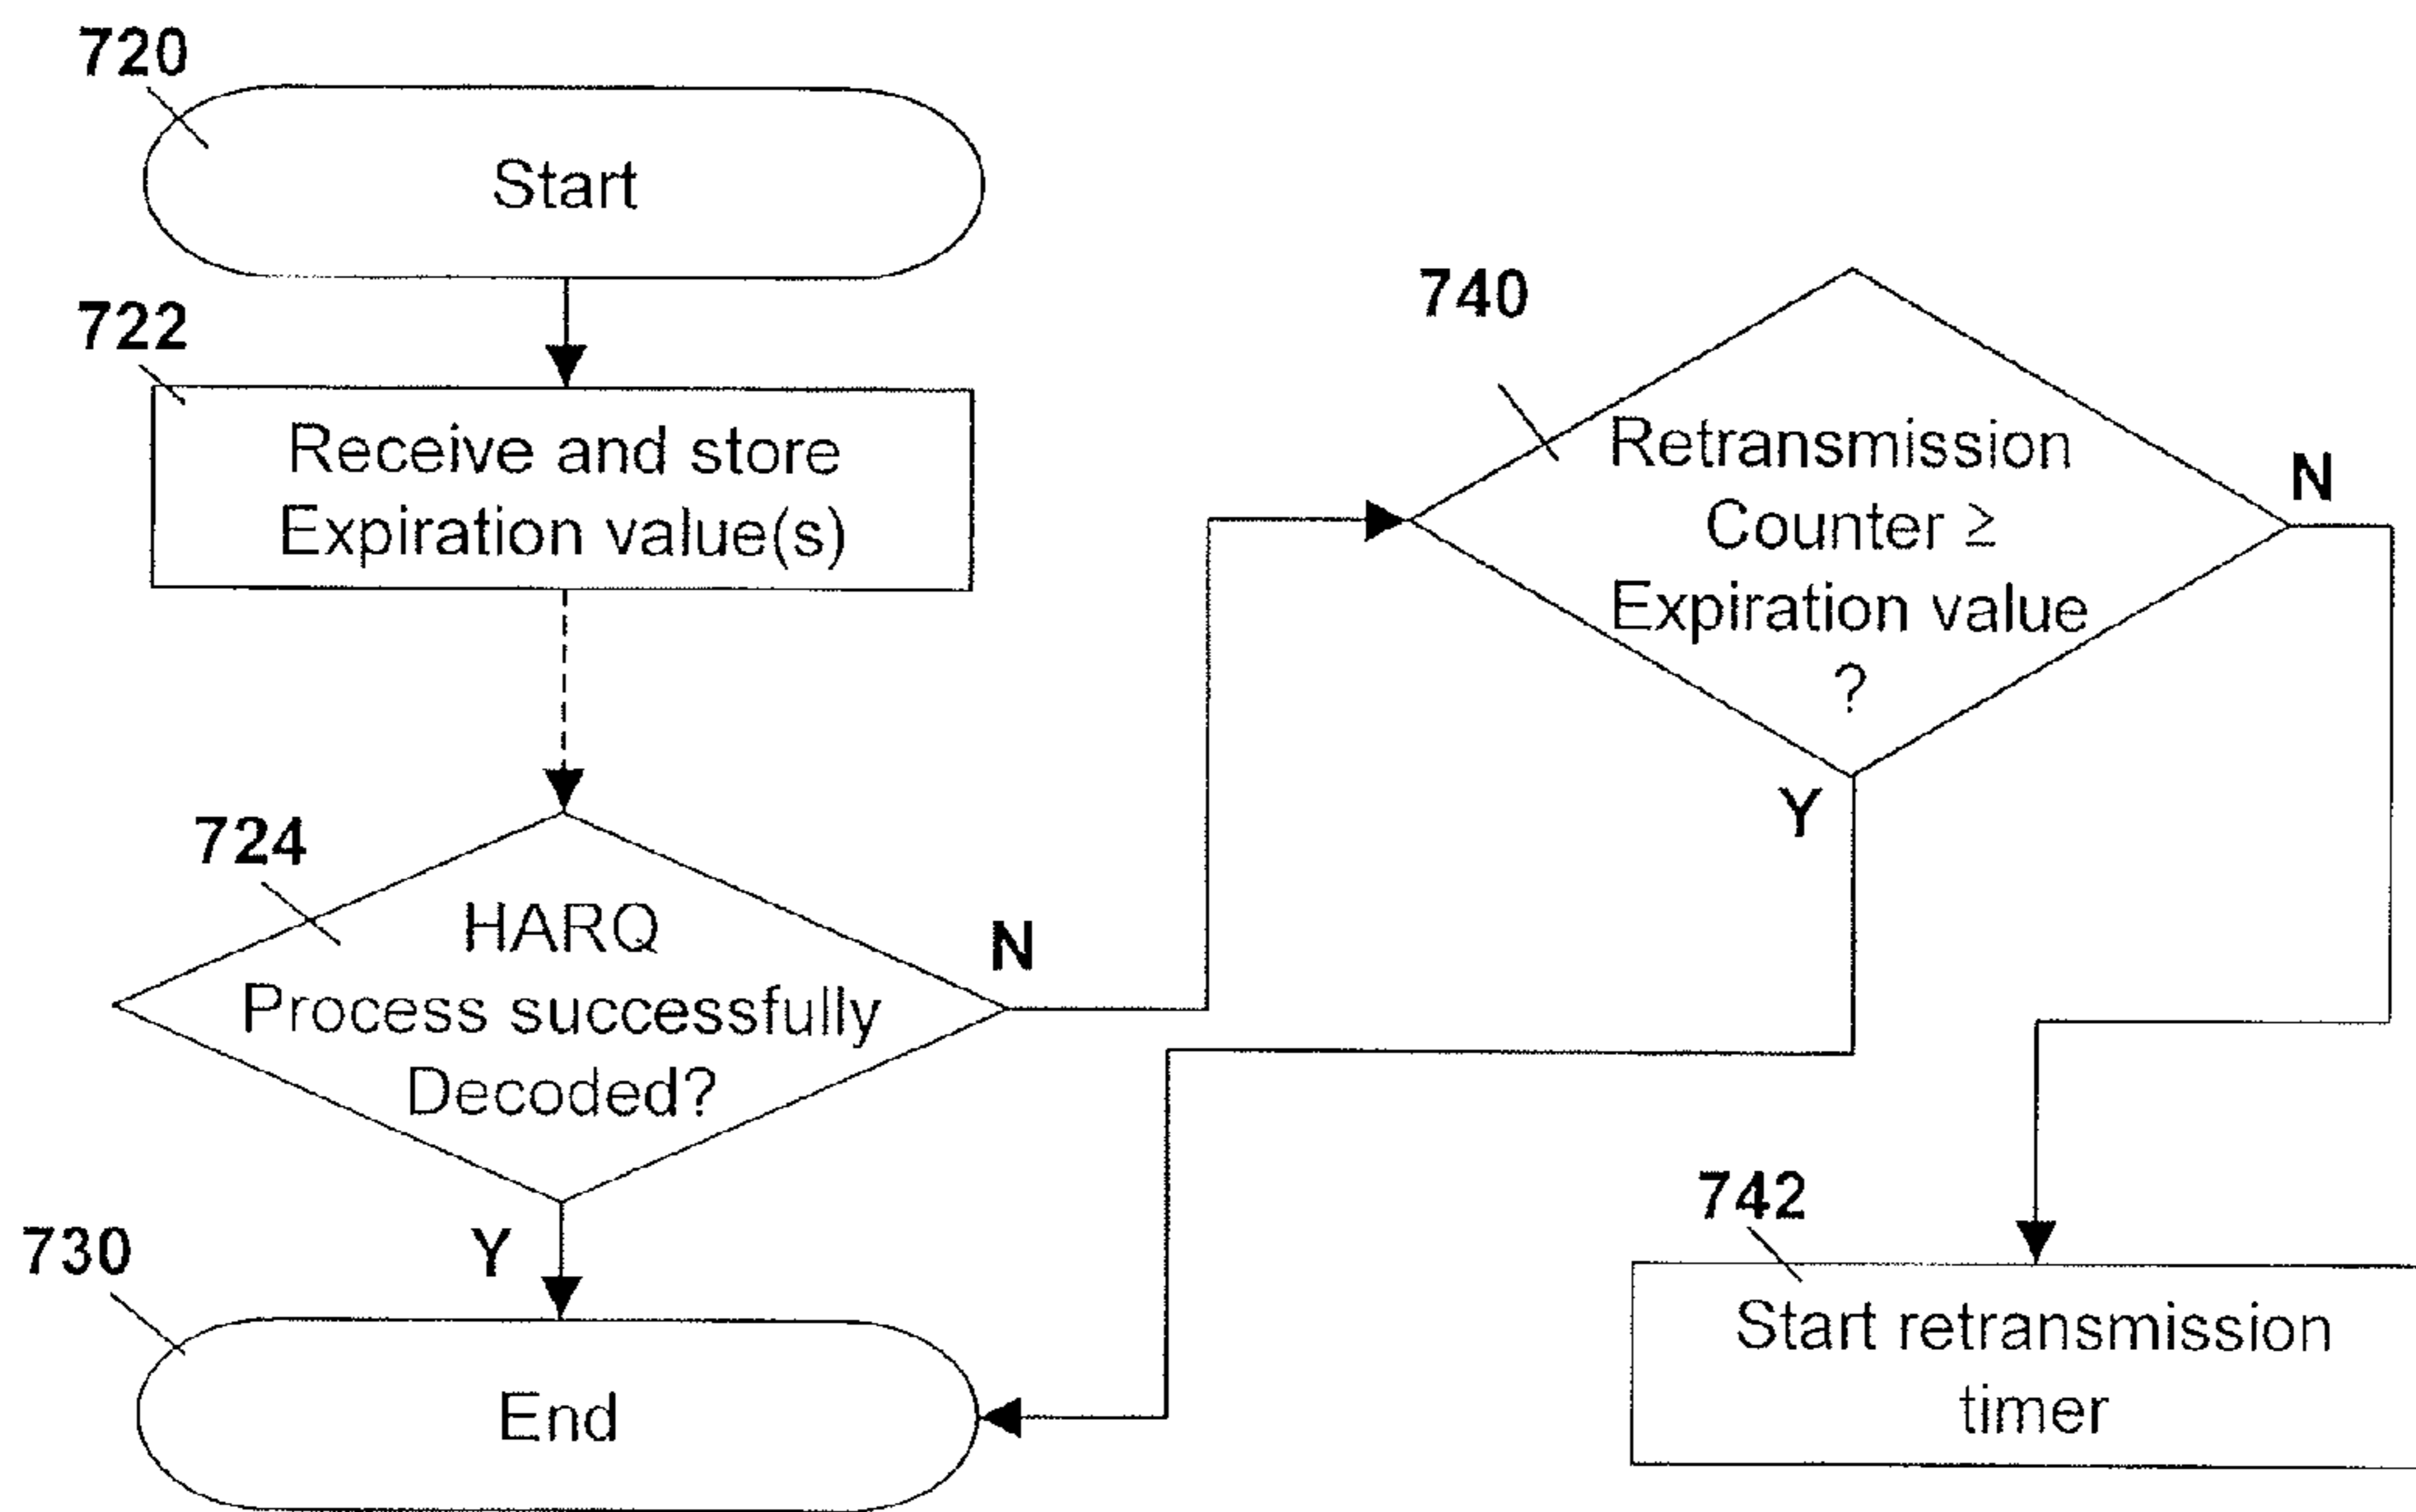 720
Start
722
Receive and store
Expiration value(s)
724
HARQ
Process successfully
Decoded?
N
Y
730
End
740
Retransmission
Counter ≥
Expiration value
?
N
Y
742
Start retransmission
timer